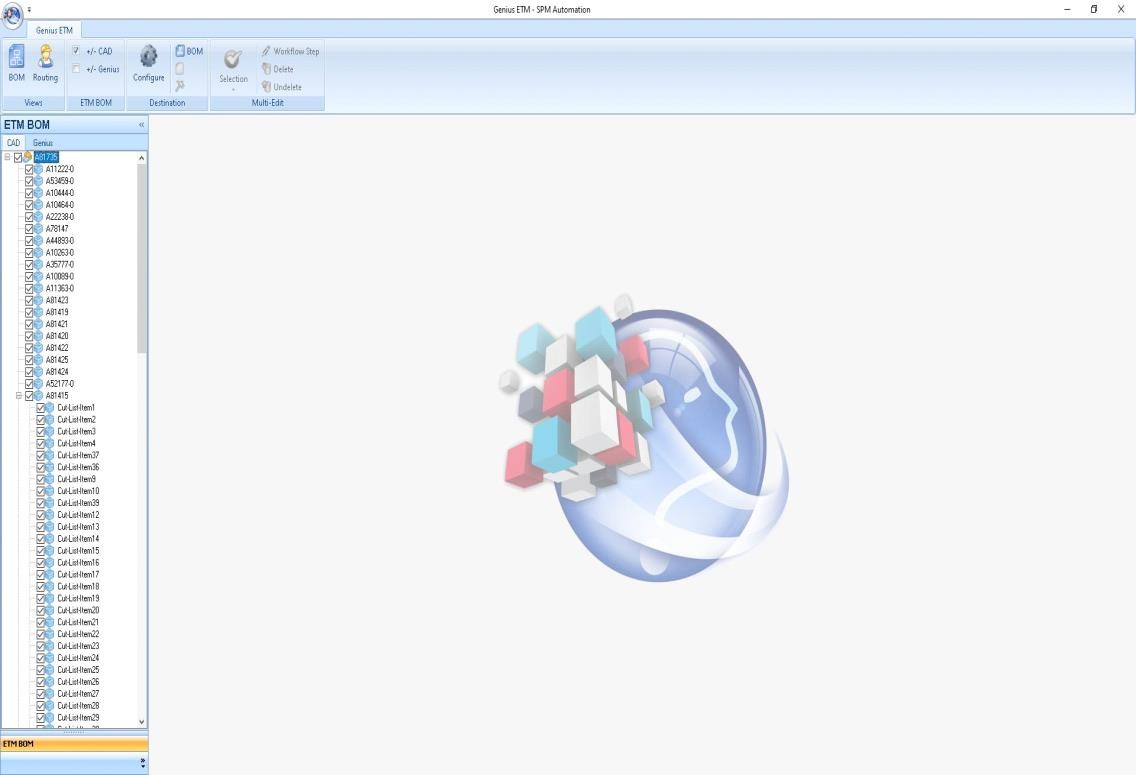 Genius ETM - SPM Automation
Genius ETM
BOM
Routing
Views
+/- CAD
+/- Genius
ETM BOM
Configure
BOM
Destination
Selection
Workflow Step
Delete
Undelete
Multi-Edit
ETM BOM
CAD
Genius
A81735
A11222-0
A53459-0
A10444-0
A10464-0
A22238-0
A78147
A44893-0
A10263-0
A35777-0
A10089-0
A11363-0
A81423
A81419
A81421
A81420
A81422
A81425
A81424
A52177-0
A81415
Cut-List-Item1
Cut-List-Item2
Cut-List-Item3
Cut-List-Item4
Cut-List-Item37
Cut-List-Item36
Cut-List-Item9
Cut-List-Item10
Cut-List-Item39
Cut-List-Item12
Cut-List-Item13
Cut-List-Item14
Cut-List-Item15
Cut-List-Item16
Cut-List-Item17
Cut-List-Item18
Cut-List-Item19
Cut-List-Item20
Cut-List-Item21
Cut-List-Item22
Cut-List-Item23
Cut-List-Item24
Cut-List-Item25
Cut-List-Item26
Cut-List-Item27
Cut-List-Item28
Cut-List-Item29
ETM BOM